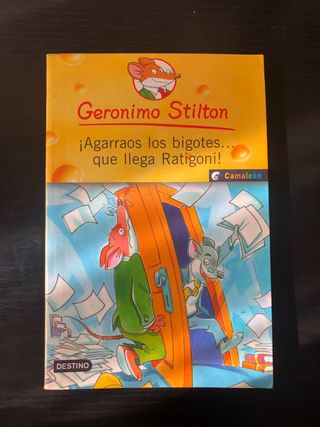 Geronimo Stilton
¡Agarraos los bigotes...
que llega Ratigoni!
Camaleón
DESTINO